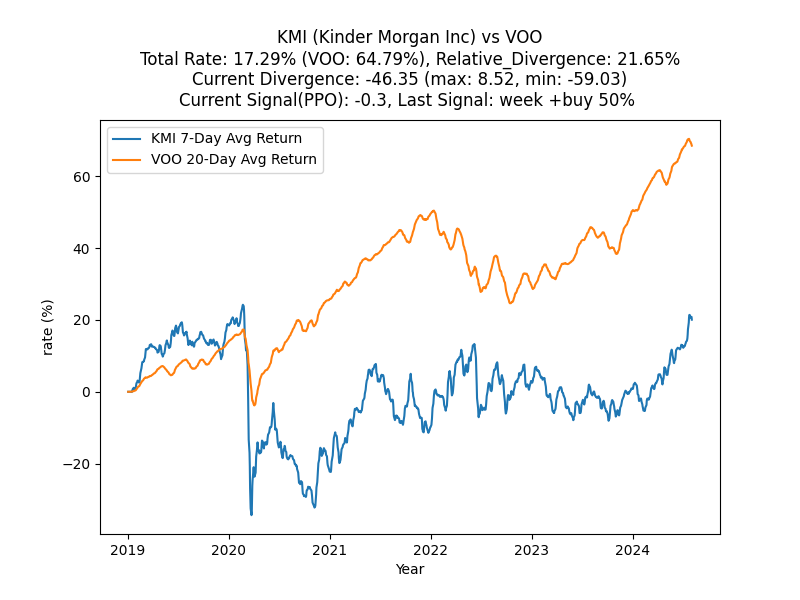 KMI (Kinder Morgan Inc) vs VOO
Total Rate: 17.29% (VOO: 64.79%), Relative_Divergence: 21.65%
Current Divergence: -46.35 (max: 8.52, min: -59.03)
Current Signal(PPO): -0.3, Last Signal: week +buy 50%
KMI 7-Day Avg Return
VOO 20-Day Avg Return
rate (%)
60
40
20
0
−20
2019
2020
2021
2022
2023
2024
Year